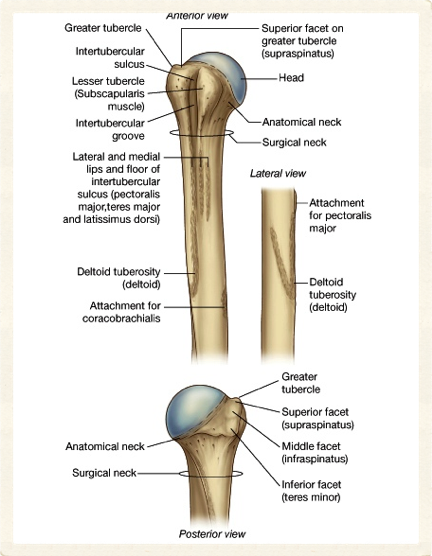 Anterior view
Greater tubercle
Superior facet on
greater tubercle
(supraspinatus)
Intertubercular
sulcus
Head
Lesser tubercle
(Subscapularis
muscle)
Intertubercular
groove
Anatomical neck
Surgical neck
Lateral and medial
lips and floor of
intertubercular
sulcus (pectoralis
major,teres major
and latissimus dorsi)
Lateral view
Attachment
for pectoralis
major
Deltoid tuberosity
(deltoid)
Deltoid
tuberosity
(deltoid)
Attachment for
coracobrachialis
Greater
tubercle
Superior facet
(supraspinatus)
Middle facet
(infraspinatus)
Anatomical neck
Surgical neck
Inferior facet
(teres minor)
Posterior view